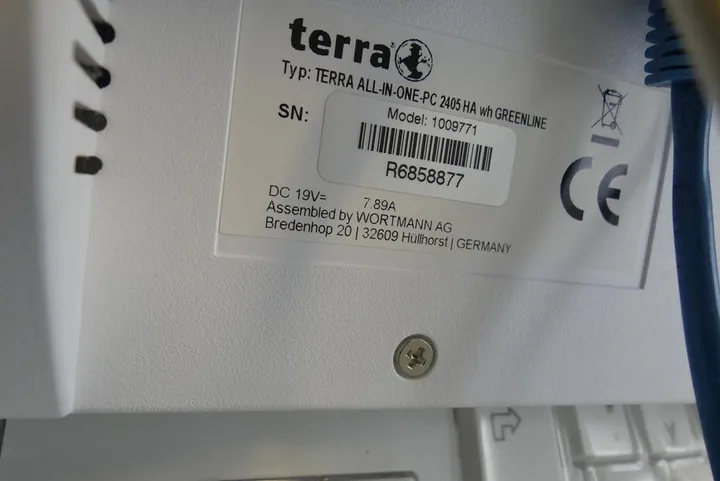 terra
Typ: TERRA ALL-IN-ONE-PC 2405 HA wh GREENLINE
SN:
Model: 1009771
R6858877
CE
DC 19V= 7.89A
Assembled by WORTMANN AG
Bredenhop 20 | 32609 Hüllhorst | GERMANY